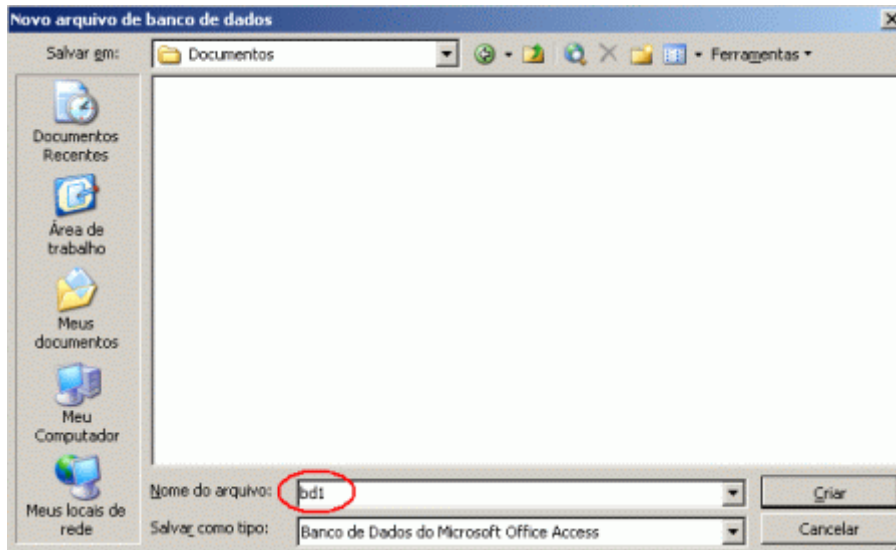 Novo arquivo de banco de dados
Salvar em: Documentos Ferramentas
Documentos
Recentes
Área de
trabalho
Meus
documentos
Meu
Computador
Meus locais de
rede
Nome do arquivo: bd1 Criar
Salvar como tipo: Banco de Dados do Microsoft Office Access Cancelar